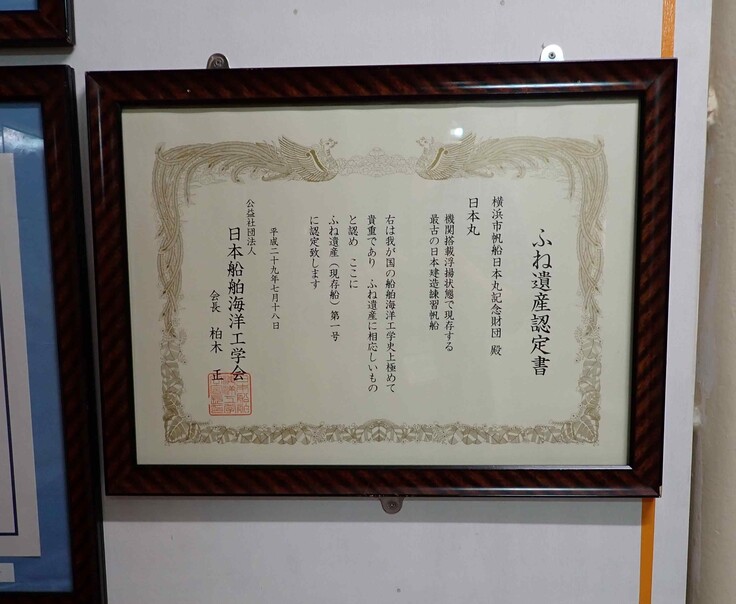 ふね遺産認定書
横浜市帆船日本丸記念財団 殿
日本丸
機関搭載浮揚状態で現存する
最古の日本建造練習帆船
右は我が国の船舶海洋工学史上極めて
貴重であり ふね遺産に相応しいもの
と認め ここに
ふね遺産（現存船）第一号
に認定致します
平成二十九年七月十八日
公益社団法人
日本船舶海洋工学会
会長 柏木 正